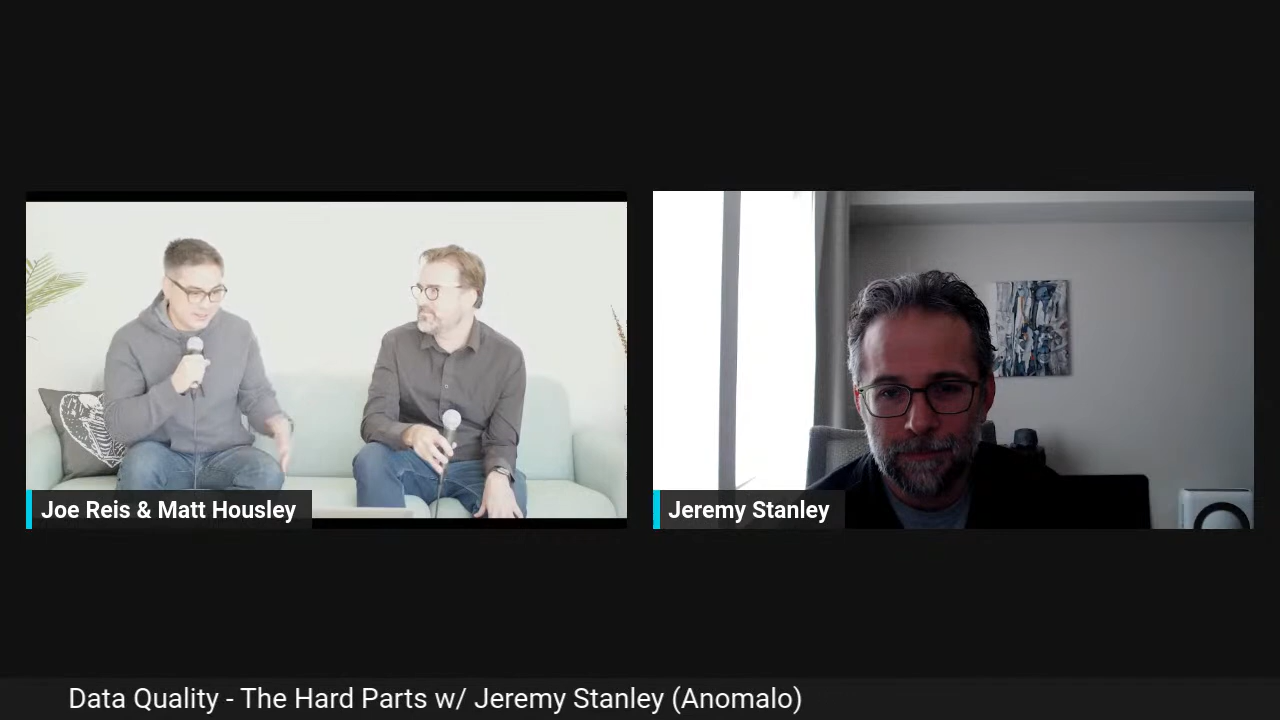 Joe Reis & Matt Housley
Jeremy Stanley
Data Quality - The Hard Parts w/ Jeremy Stanley (Anomalo)